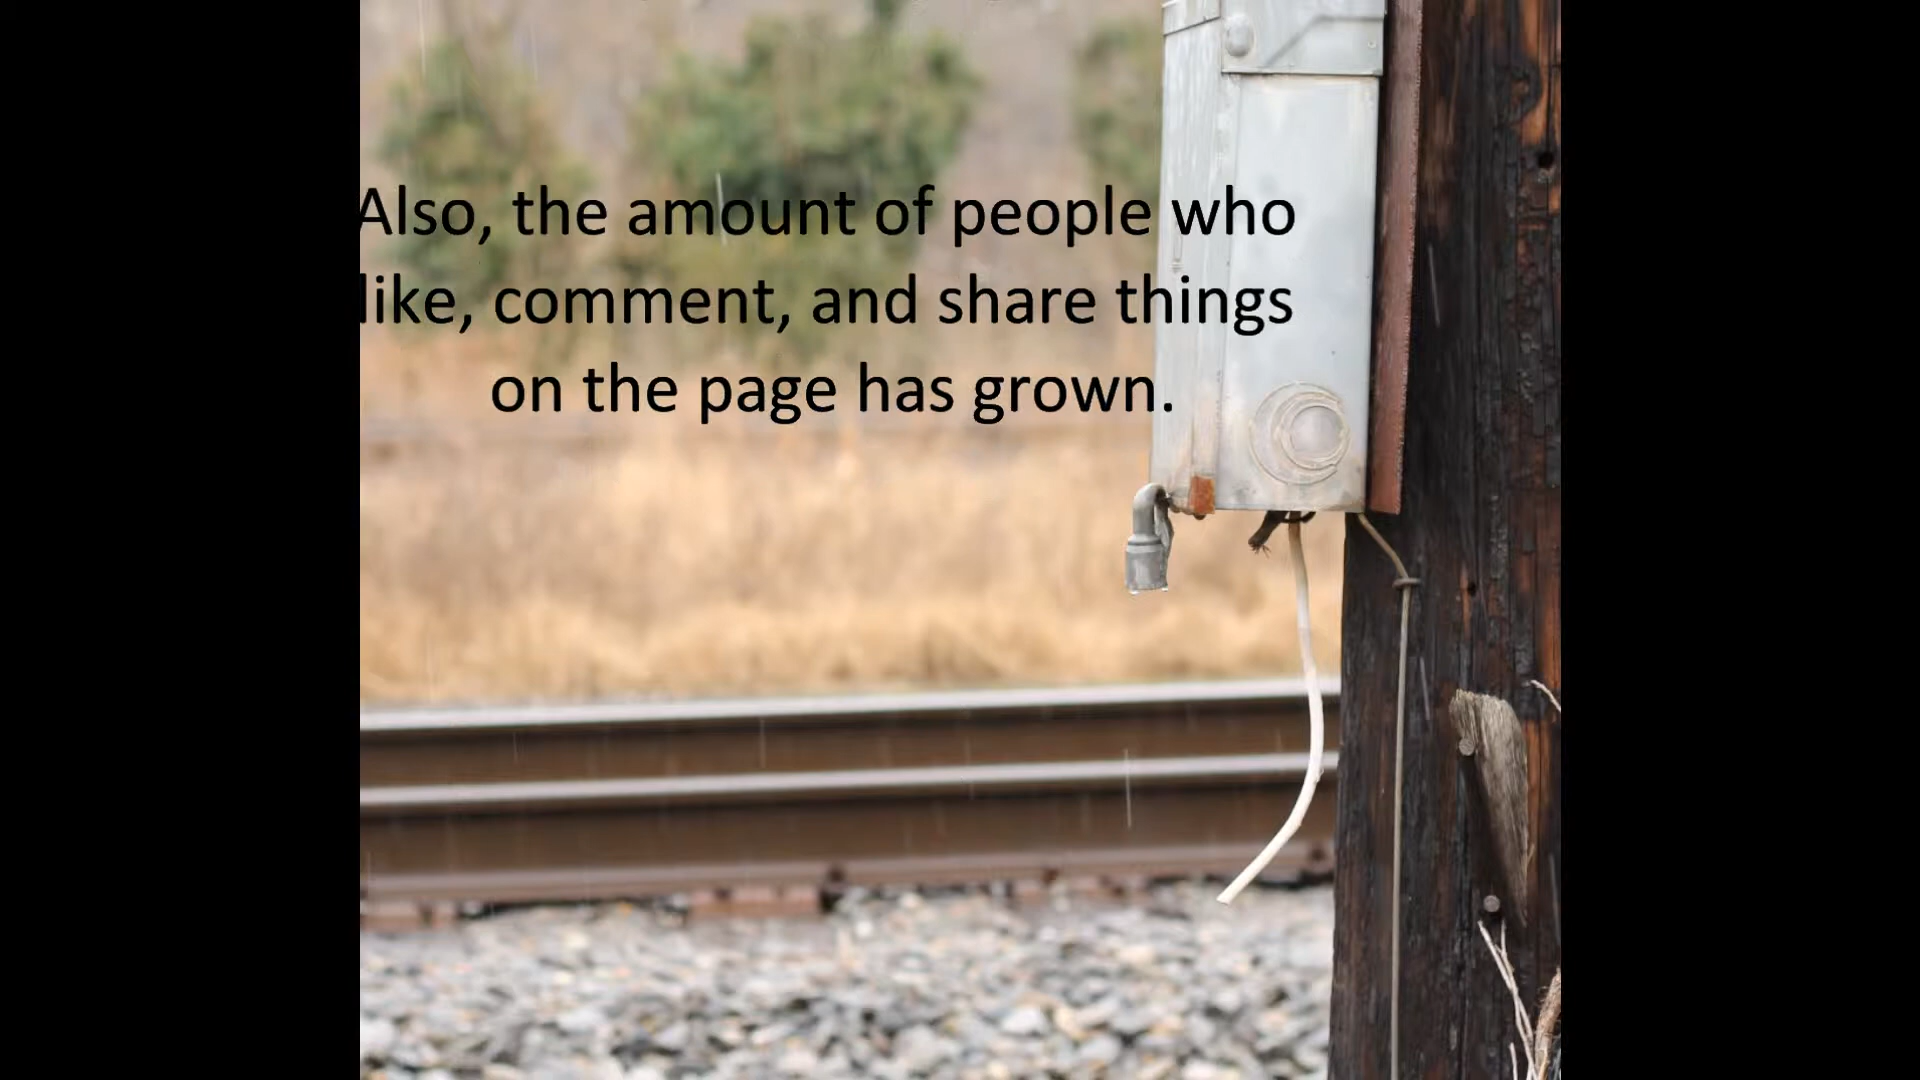 Also, the amount of people who
like, comment, and share things
on the page has grown.